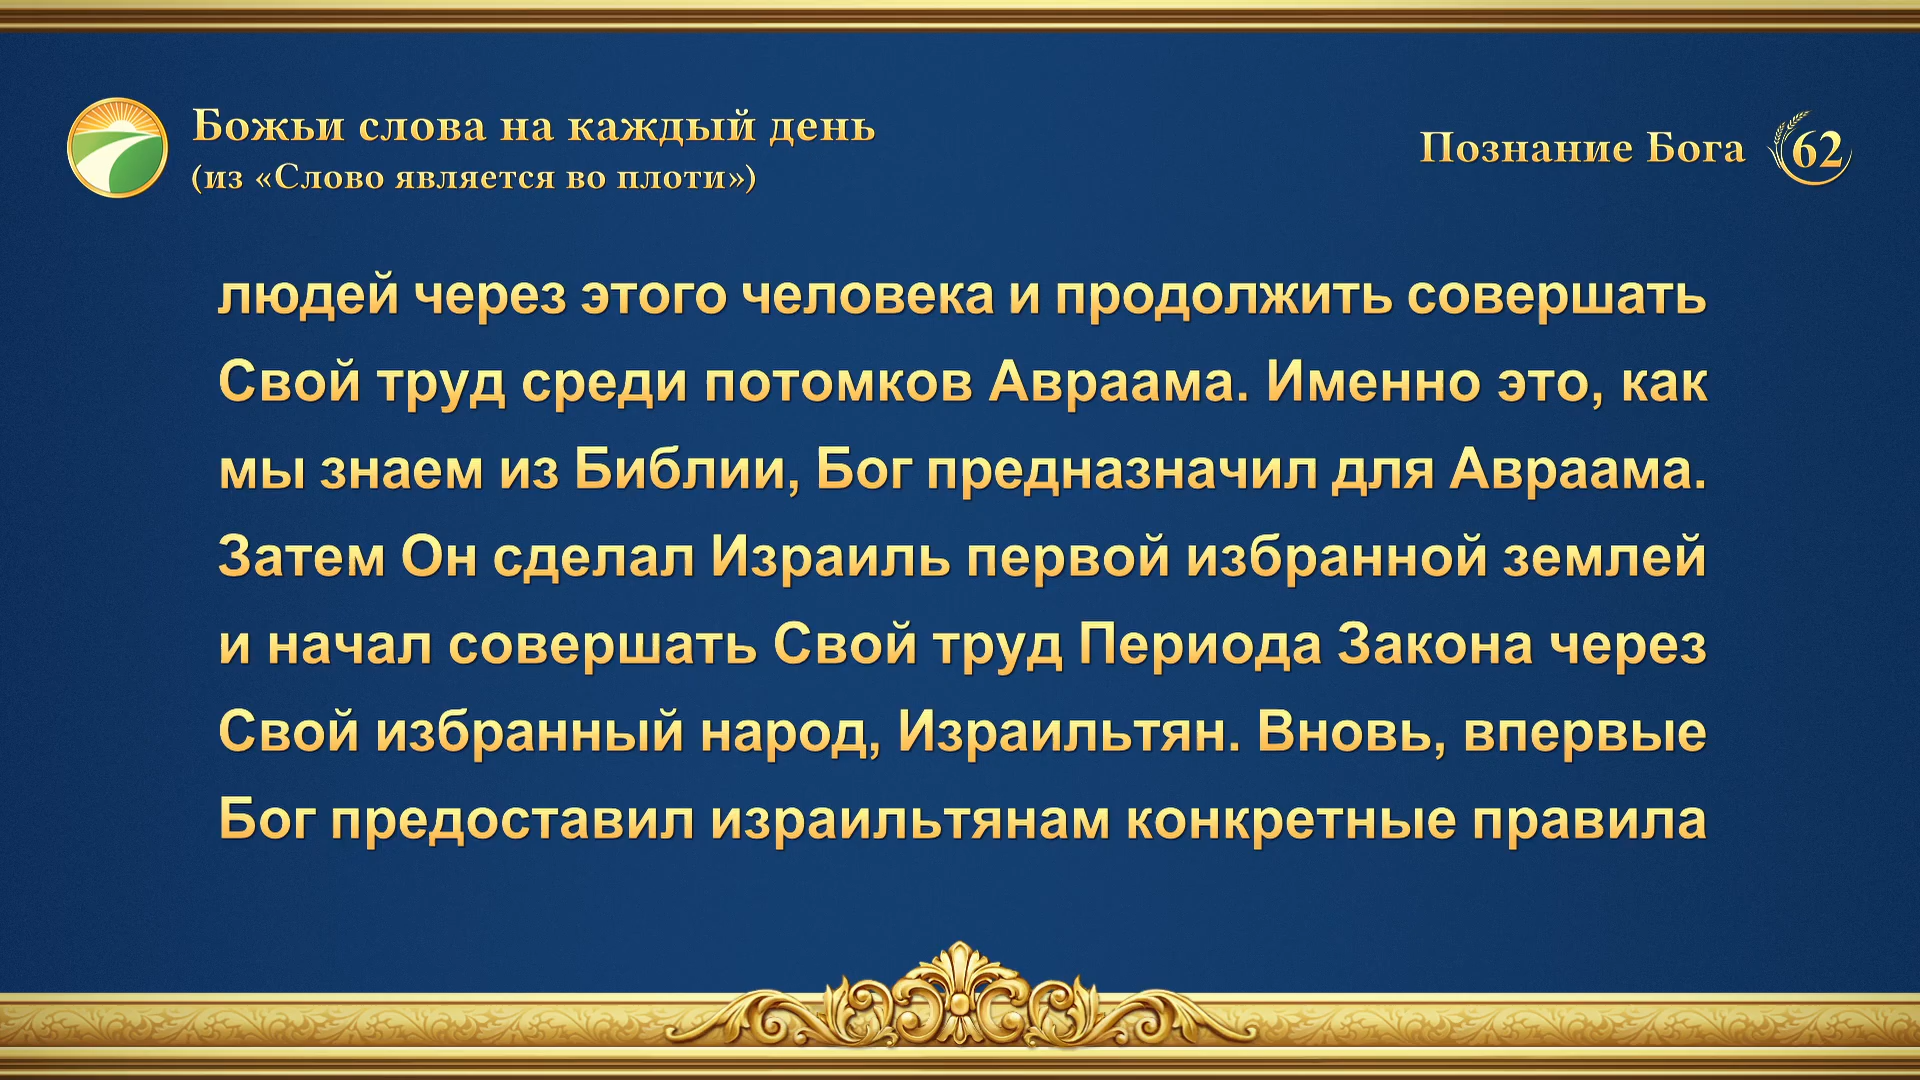 Божьи слова на каждый день
(из «Слово является во плоти»)
Познание Бога 62
людей через этого человека и продолжить совершать
Свой труд среди потомков Авраама. Именно это, как
мы знаем из Библии, Бог предназначил для Авраама.
Затем Он сделал Израиль первой избранной землей
и начал совершать Свой труд Периода Закона через
Свой избранный народ, Израильтян. Вновь, впервые
Бог предоставил израильтянам конкретные правила